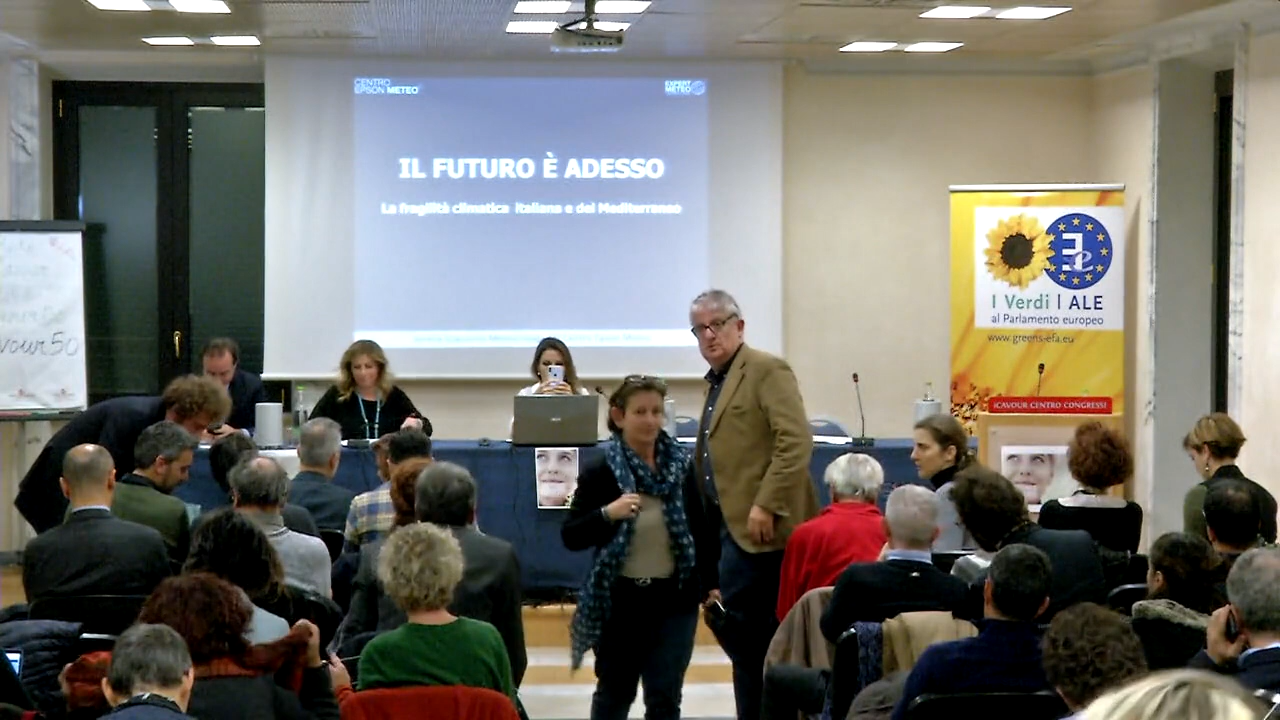 CENTRO
EPSON METEO
EXPERT
METEO
IL FUTURO È ADESSO
La fragilità climatica italiana e del Mediterraneo
I Verdi | ALE
al Parlamento europeo
www.greens-efa.eu
CAVOUR CENTRO CONGRESSI
vour50